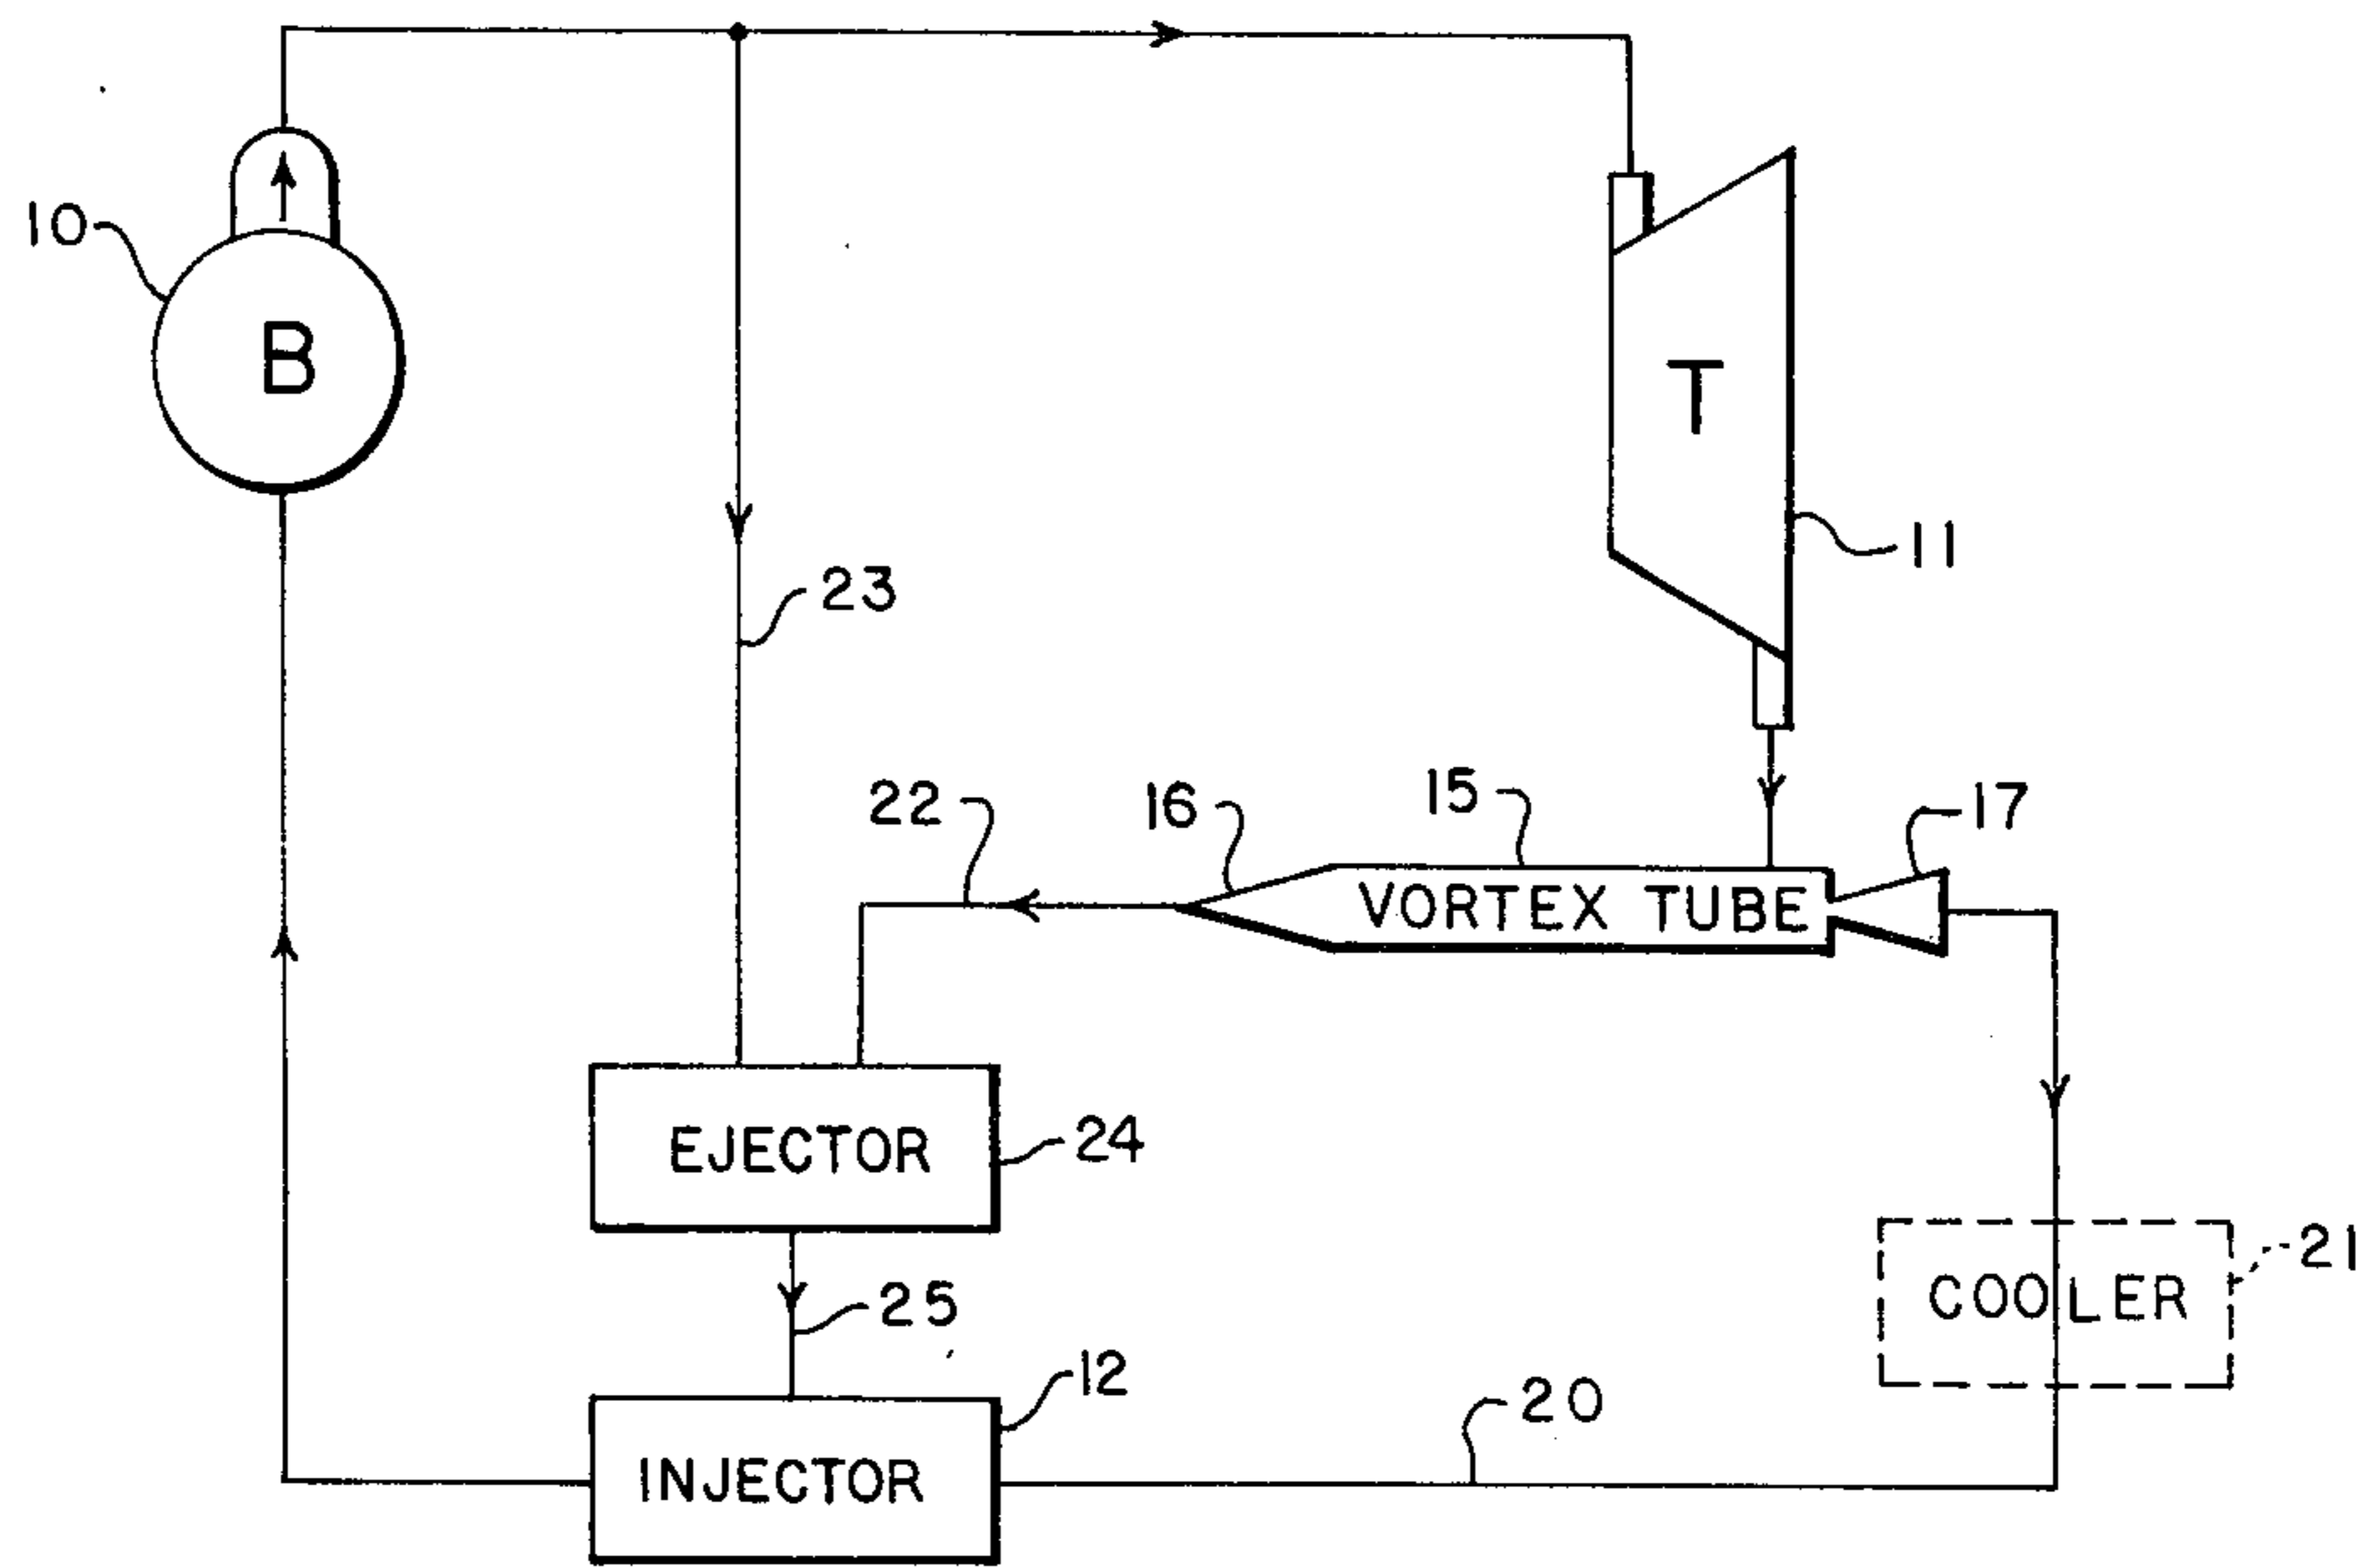 10
B
T
11
23
22
16
15
17
VORTEX TUBE
EJECTOR
24
21
COOLER
25
12
20
INJECTOR